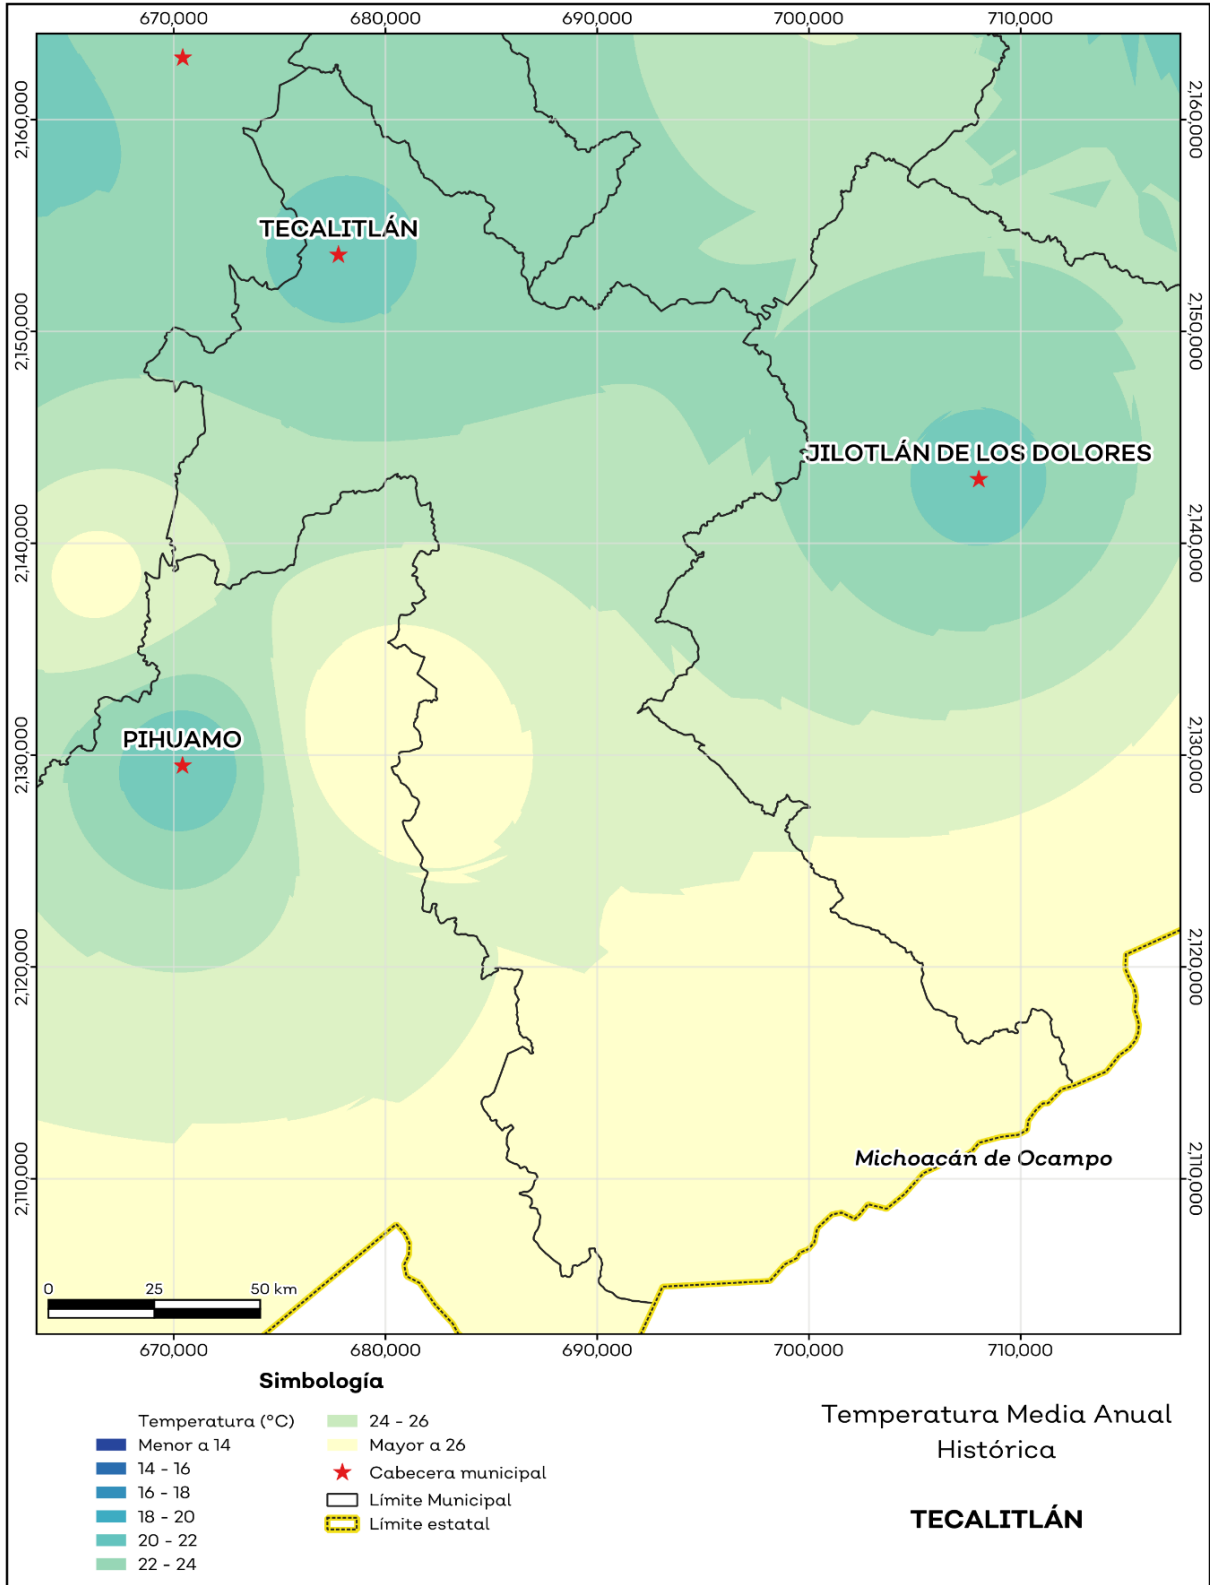 670,000 680,000 690,000 700,000 710,000
2,160,000 2,160,000
TECALITLÁN
2,150,000 2,150,000
JILOTLÁN DE LOS DOLORES
2,140,000 2,140,000
PIHUAMO
2,130,000 2,130,000
2,120,000 2,120,000
Michoacán de Ocampo
2,110,000 2,110,000
0 25 50 km
670,000 680,000 690,000 700,000 710,000
Simbología
Temperatura (°C)
Menor a 14
14 - 16
16 - 18
18 - 20
20 - 22
22 - 24
24 - 26
Mayor a 26
Cabecera municipal
Límite Municipal
Límite estatal
Temperatura Media Anual
Histórica
TECALITLÁN